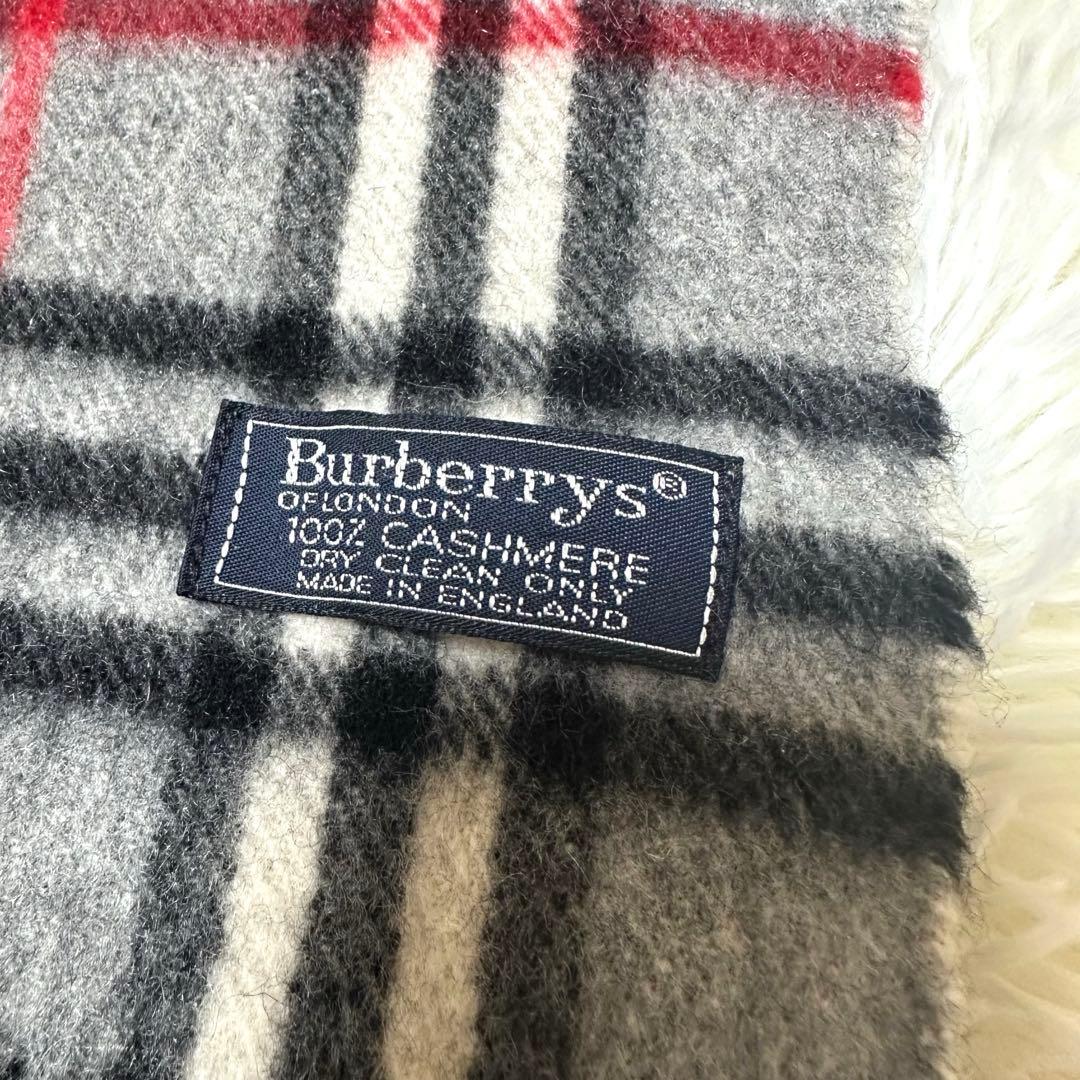 Burberrys®
OF LONDON
100% CASHMERE
DRY CLEAN ONLY
MADE IN ENGLAND